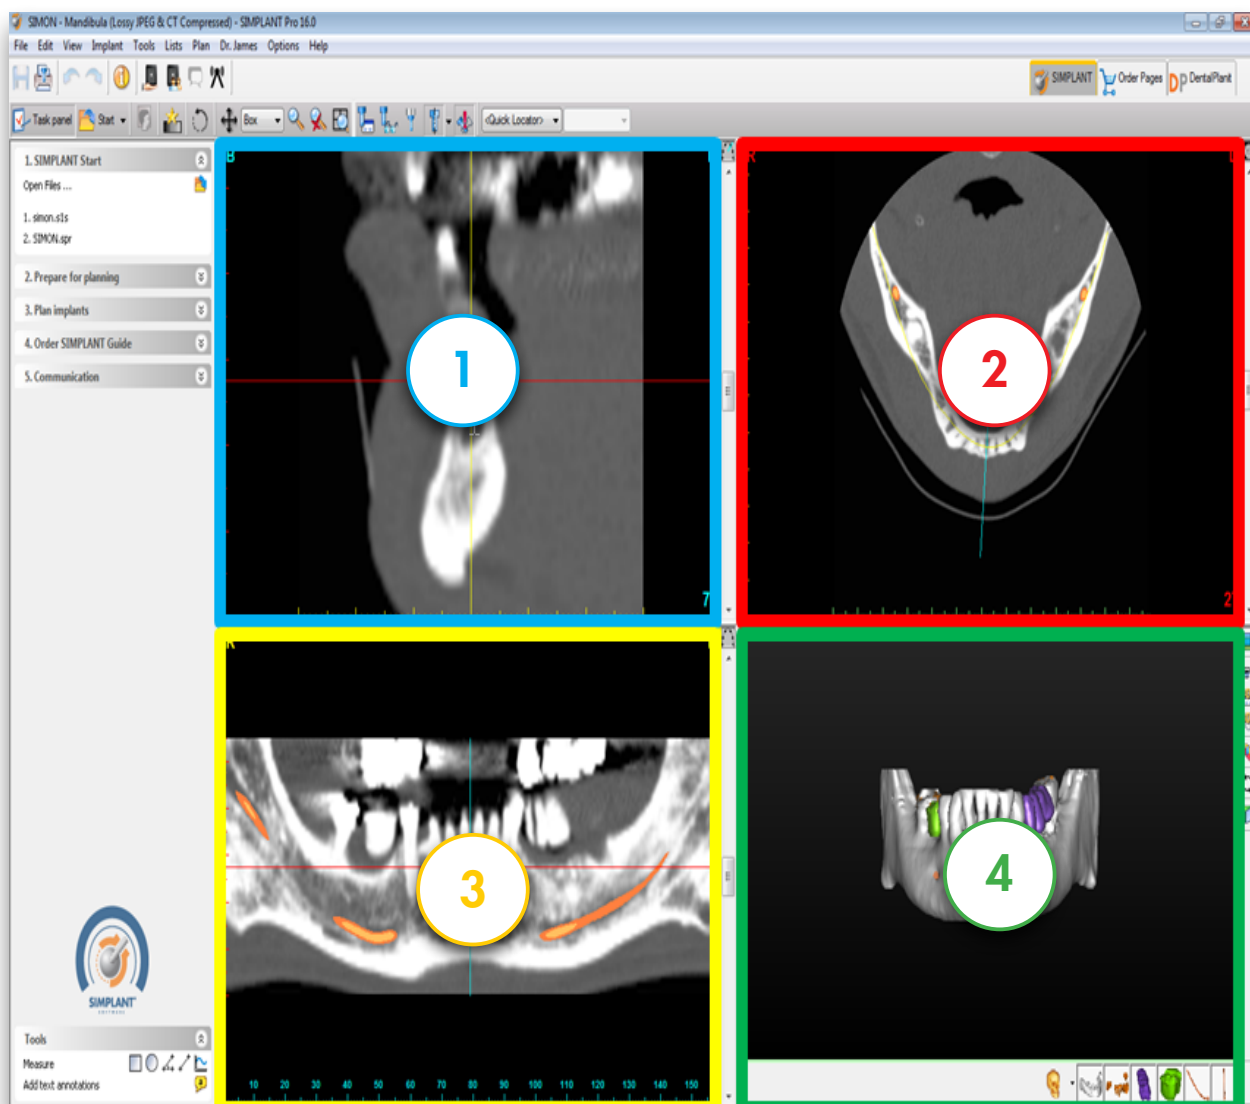 SIMON - Mandibula (Lossy JPEG & CT Compressed) - SIMPLANT Pro 16.0
File Edit View Implant Tools Lists Plan Dr. James Options Help
SIMPLANT Order Pages DentalPlanit
Task panel Start Box <Quick Locator>
1. SIMPLANT Start
Open Files ...
1. simon.s1s
2. SIMON.spr
2. Prepare for planning
3. Plan implants
4. Order SIMPLANT Guide
5. Communication
SIMPLANT
SOFTWARE
Tools
Measure
Add text annotations
B
1
7
R
2
2
R
3
10 20 30 40 50 60 70 80 90 100 110 120 130 140 150
4